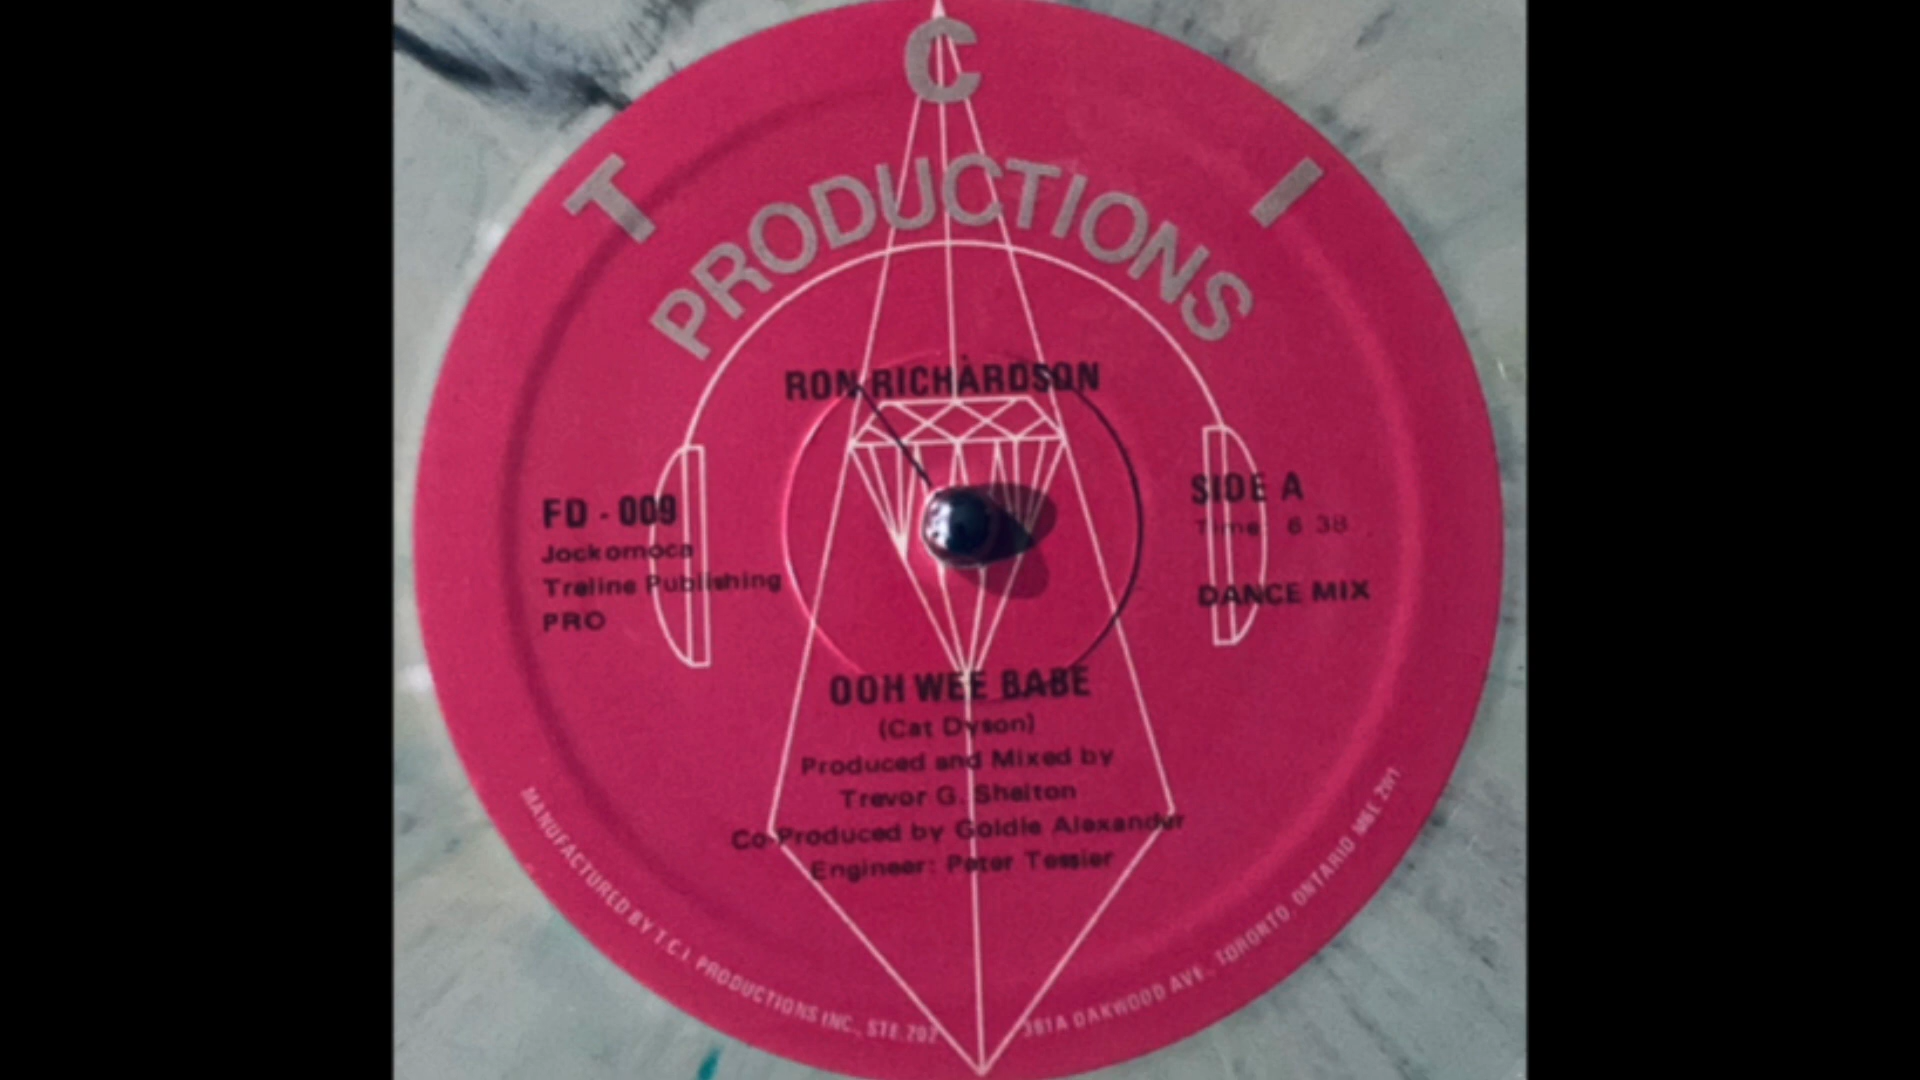 T C I
PRODUCTIONS
RON RICHARDSON
FD - 009
Jockomoca
Treline Publishing
PRO
SIDE A
Time 6 38
DANCE MIX
OOH WEE BABE
(Cat Dyson)
Produced and Mixed by
Trevor G. Shelton
Co-Produced by Goldie Alexander
Engineer: Peter Tessier
MANUFACTURED BY T.C.I. PRODUCTIONS INC., STE. 202 391A OAKWOOD AVE., TORONTO, ONTARIO